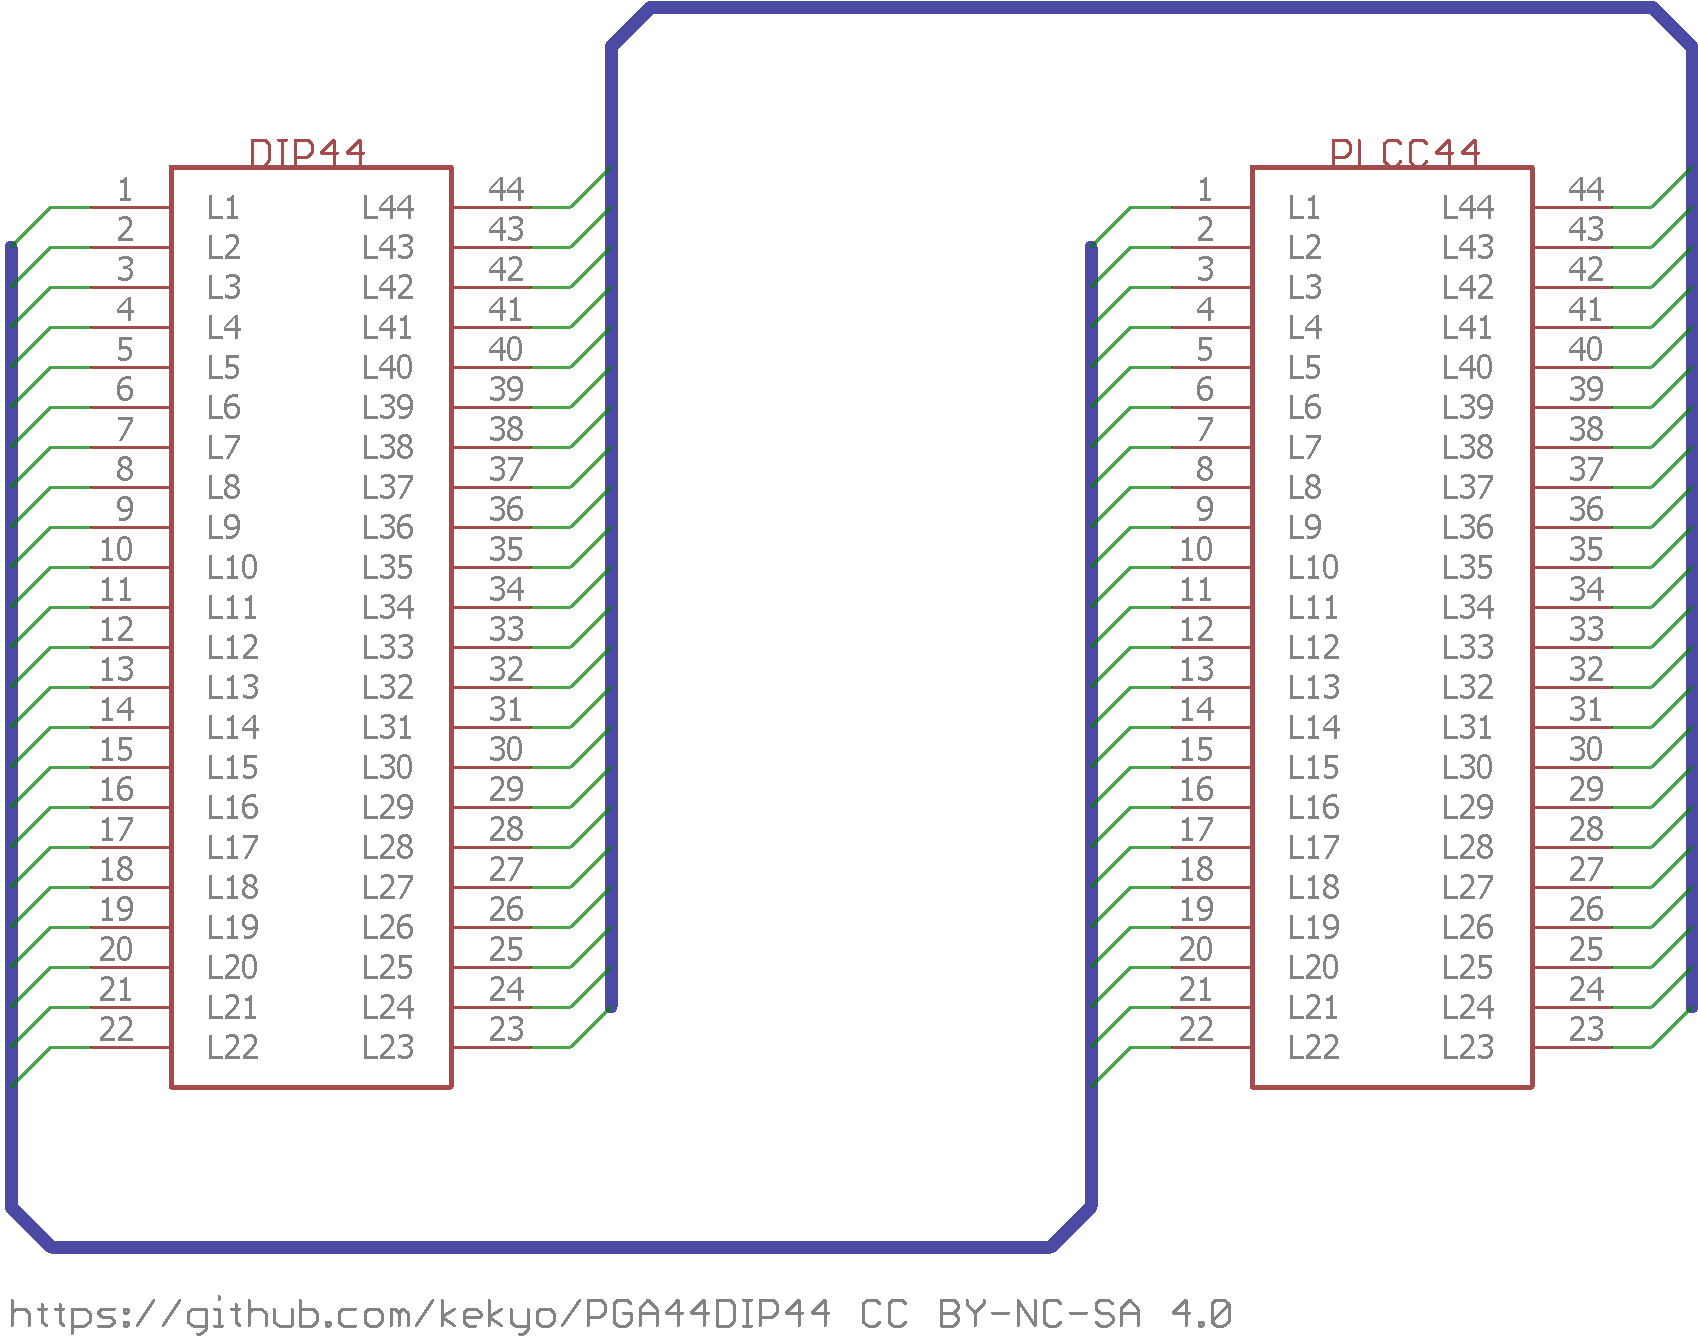 DIP44 PLCC44
1 L1 L44 44 1 L1 L44 44
2 L2 L43 43 2 L2 L43 43
3 L3 L42 42 3 L3 L42 42
4 L4 L41 41 4 L4 L41 41
5 L5 L40 40 5 L5 L40 40
6 L6 L39 39 6 L6 L39 39
7 L7 L38 38 7 L7 L38 38
8 L8 L37 37 8 L8 L37 37
9 L9 L36 36 9 L9 L36 36
10 L10 L35 35 10 L10 L35 35
11 L11 L34 34 11 L11 L34 34
12 L12 L33 33 12 L12 L33 33
13 L13 L32 32 13 L13 L32 32
14 L14 L31 31 14 L14 L31 31
15 L15 L30 30 15 L15 L30 30
16 L16 L29 29 16 L16 L29 29
17 L17 L28 28 17 L17 L28 28
18 L18 L27 27 18 L18 L27 27
19 L19 L26 26 19 L19 L26 26
20 L20 L25 25 20 L20 L25 25
21 L21 L24 24 21 L21 L24 24
22 L22 L23 23 22 L22 L23 23
https://github.com/kekyo/PGA44DIP44 CC BY-NC-SA 4.0